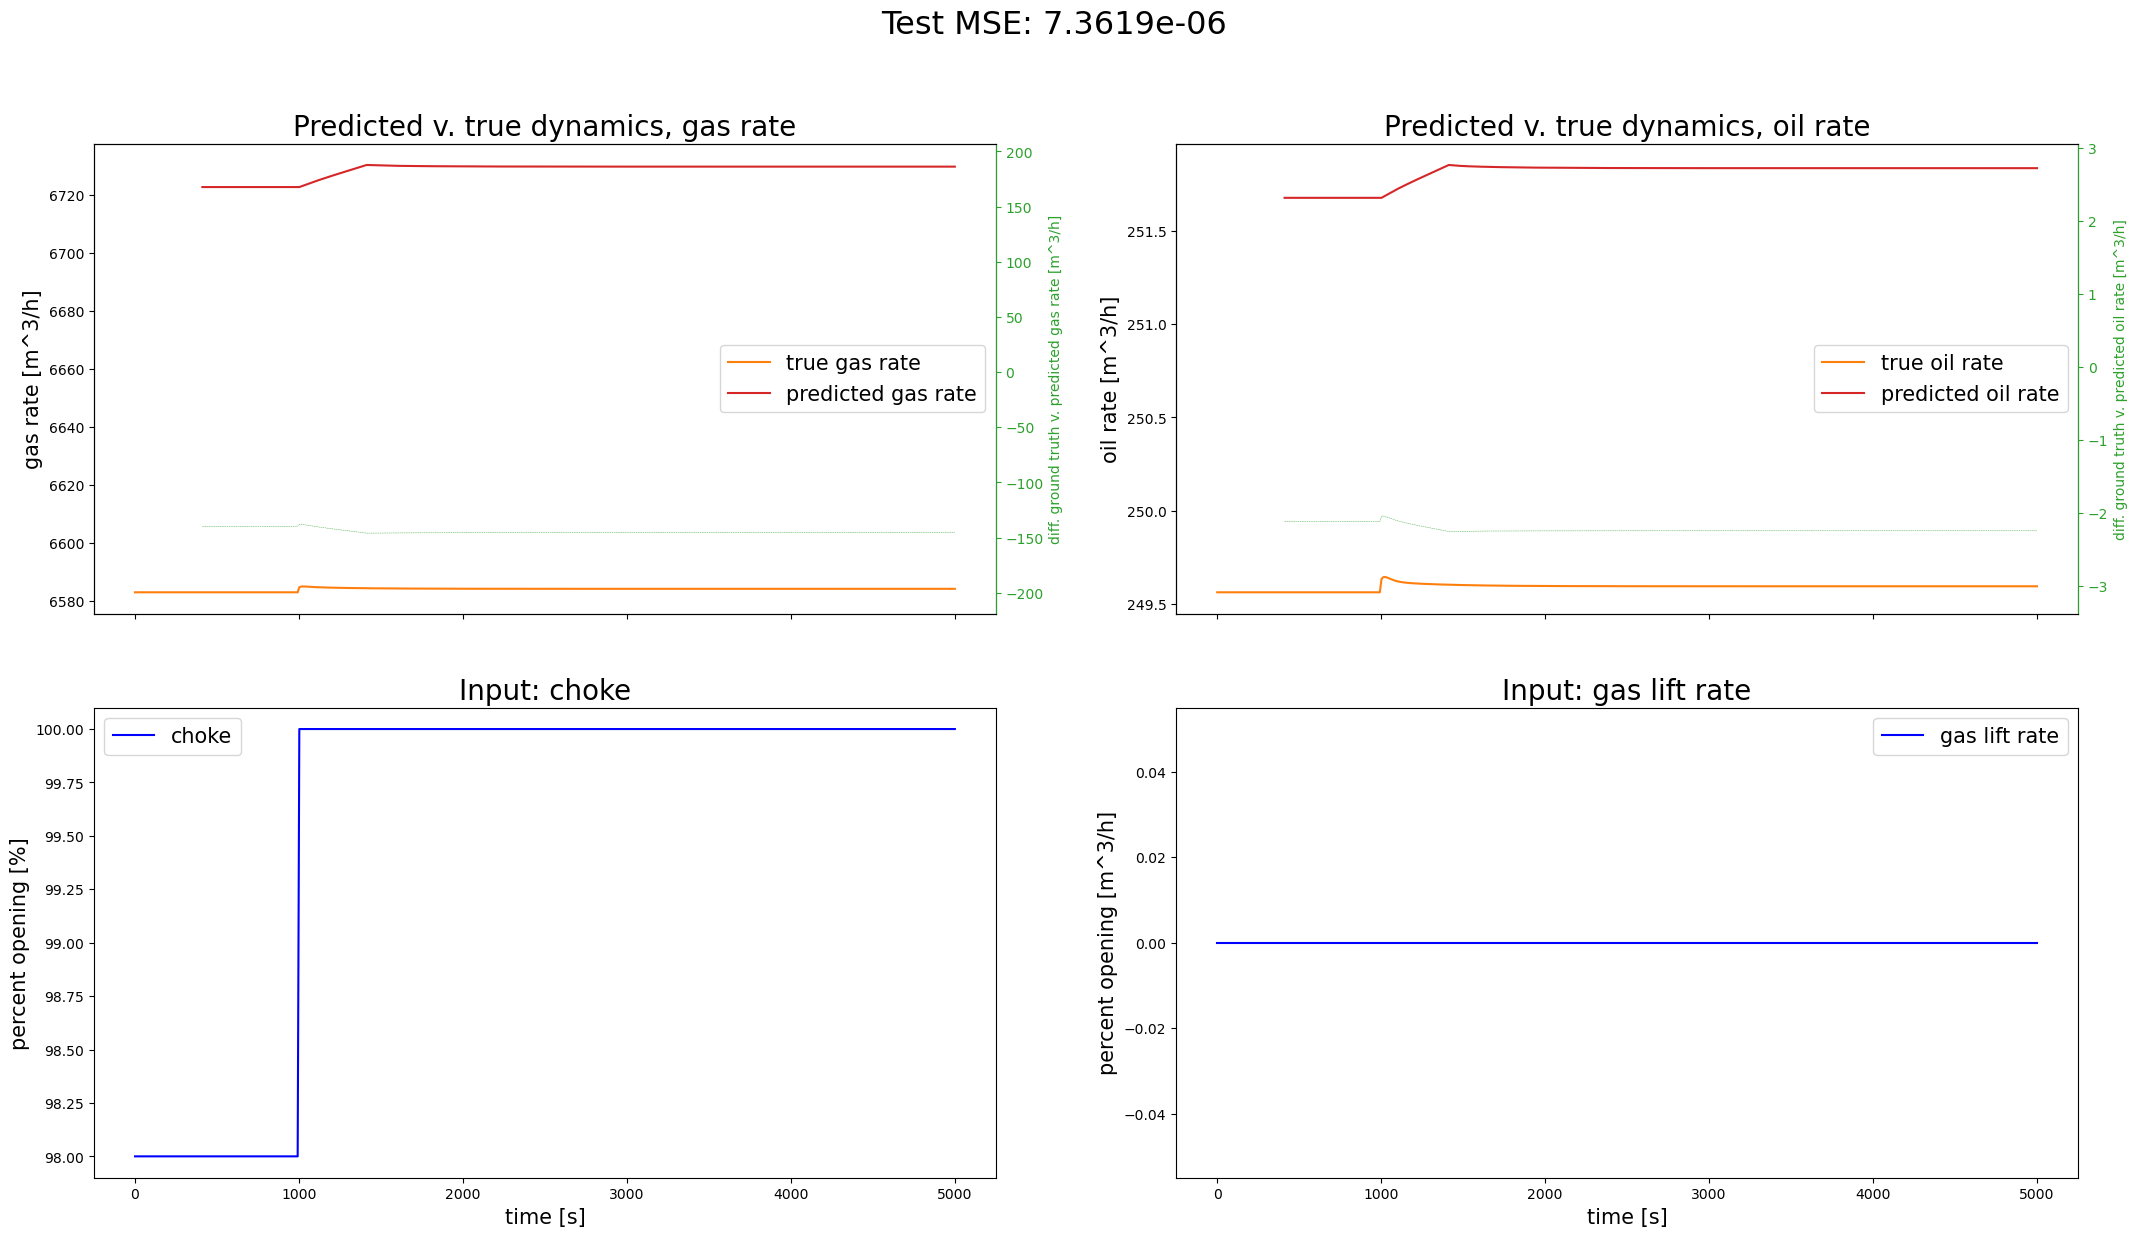 Test MSE: 7.3619e-06
Predicted v. true dynamics, gas rate
6720
6700
6680
6660
6640
6620
6600
6580
gas rate [m^3/h]
true gas rate
predicted gas rate
200
150
100
50
0
−50
−100
−150
−200
diff. ground truth v. predicted gas rate [m^3/h]
Predicted v. true dynamics, oil rate
251.5
251.0
250.5
250.0
249.5
oil rate [m^3/h]
true oil rate
predicted oil rate
3
2
1
0
−1
−2
−3
diff. ground truth v. predicted oil rate [m^3/h]
Input: choke
choke
100.00
99.75
99.50
99.25
99.00
98.75
98.50
98.25
98.00
percent opening [%]
0 1000 2000 3000 4000 5000
time [s]
Input: gas lift rate
gas lift rate
0.04
0.02
0.00
−0.02
−0.04
percent opening [m^3/h]
0 1000 2000 3000 4000 5000
time [s]